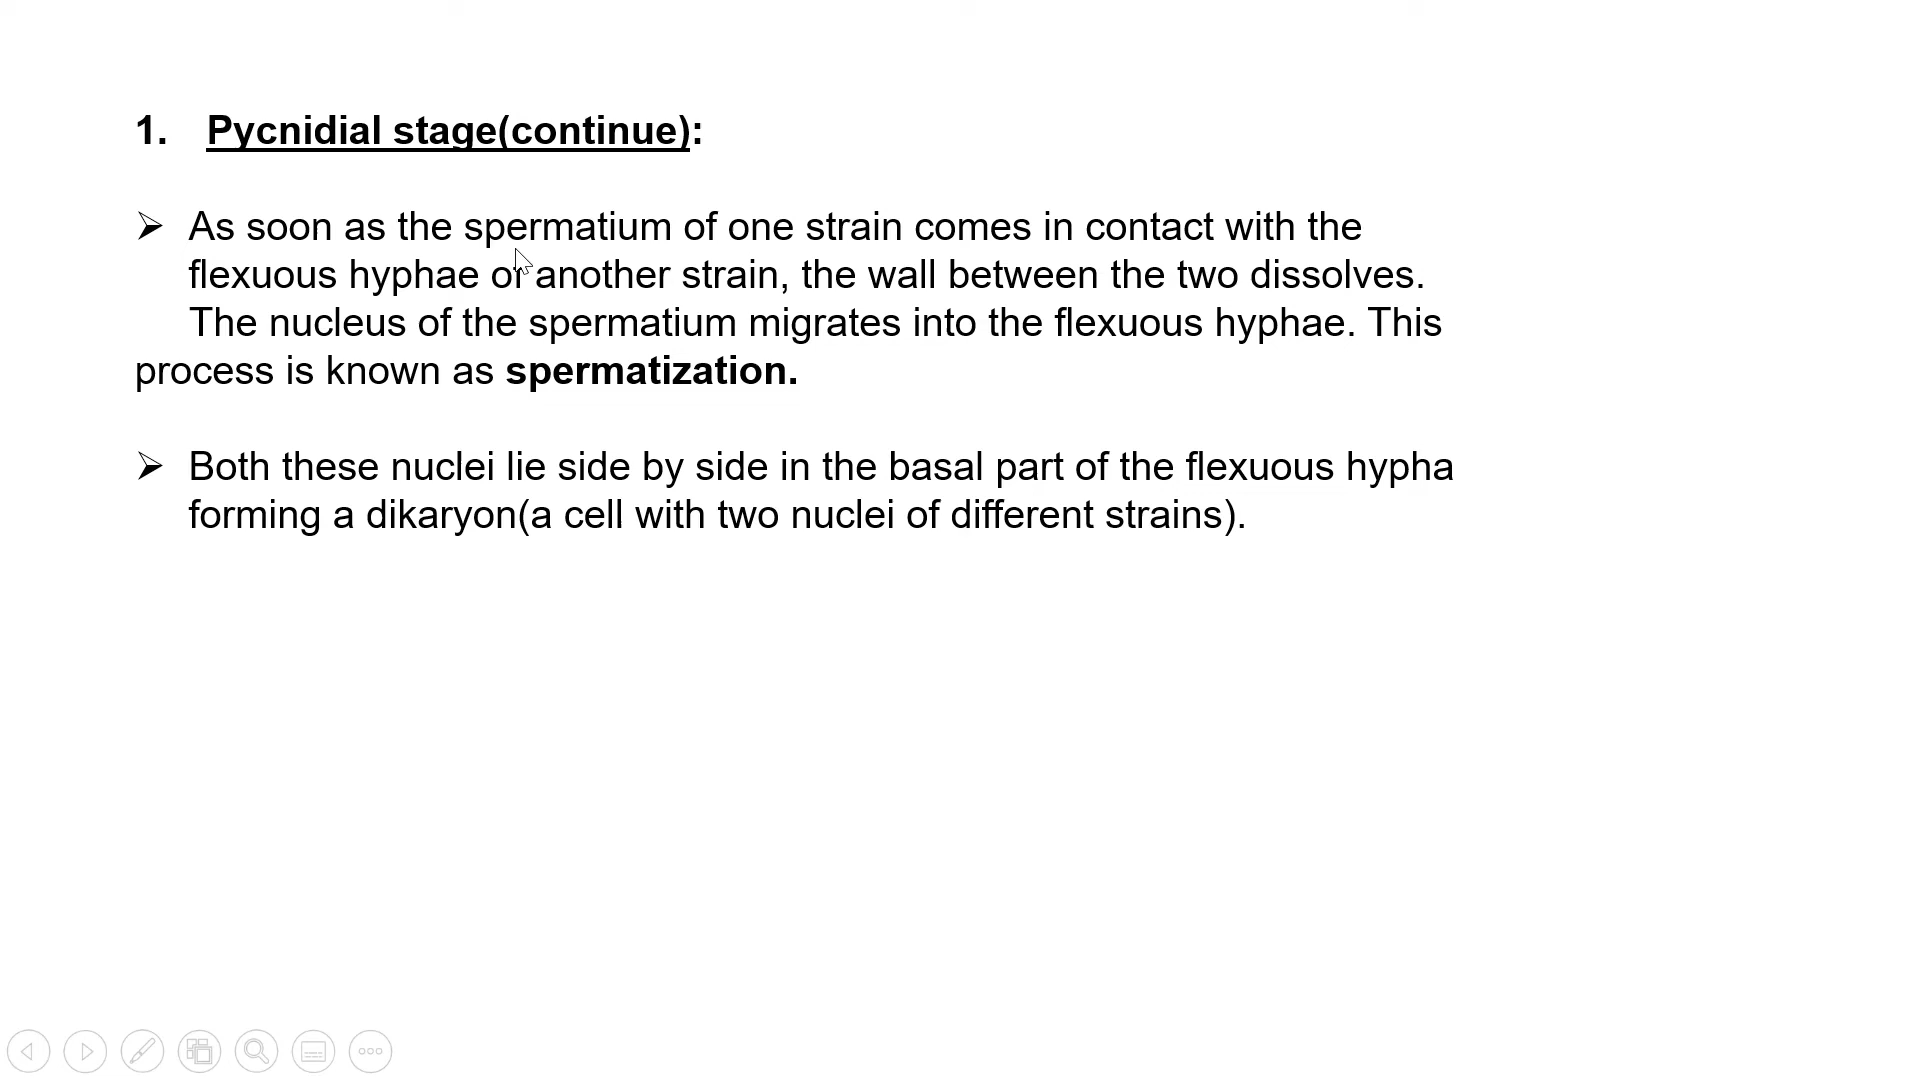 1. Pycnidial stage(continue):
➢ As soon as the spermatium of one strain comes in contact with the
flexuous hyphae of another strain, the wall between the two dissolves.
The nucleus of the spermatium migrates into the flexuous hyphae. This
process is known as spermatization.
➢ Both these nuclei lie side by side in the basal part of the flexuous hypha
forming a dikaryon(a cell with two nuclei of different strains).